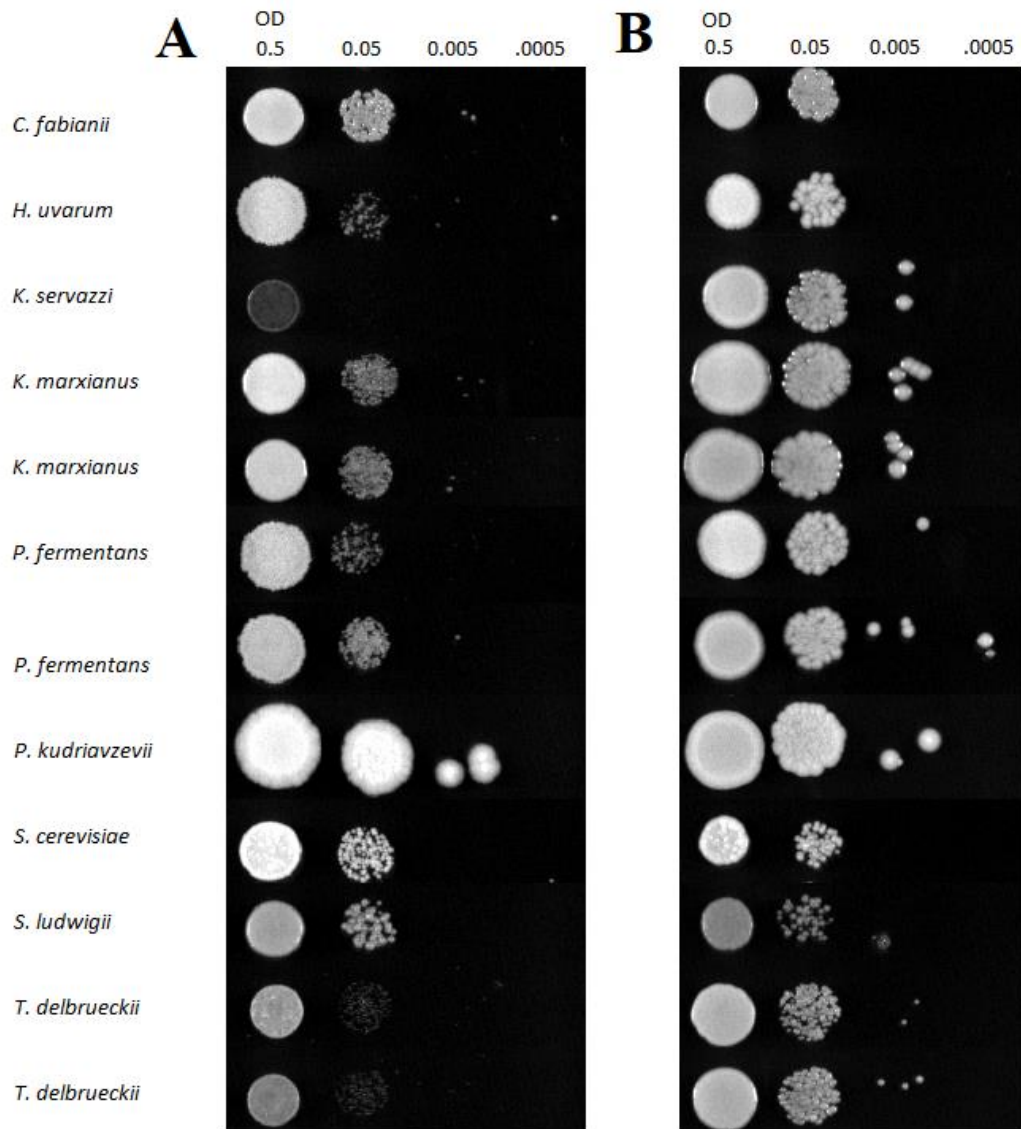 A
OD
0.5 0.05 0.005 .0005
B
OD
0.5 0.05 0.005 .0005
C. fabianii
H. uvarum
K. servazzi
K. marxianus
K. marxianus
P. fermentans
P. fermentans
P. kudriavzevii
S. cerevisiae
S. ludwigii
T. delbrueckii
T. delbrueckii